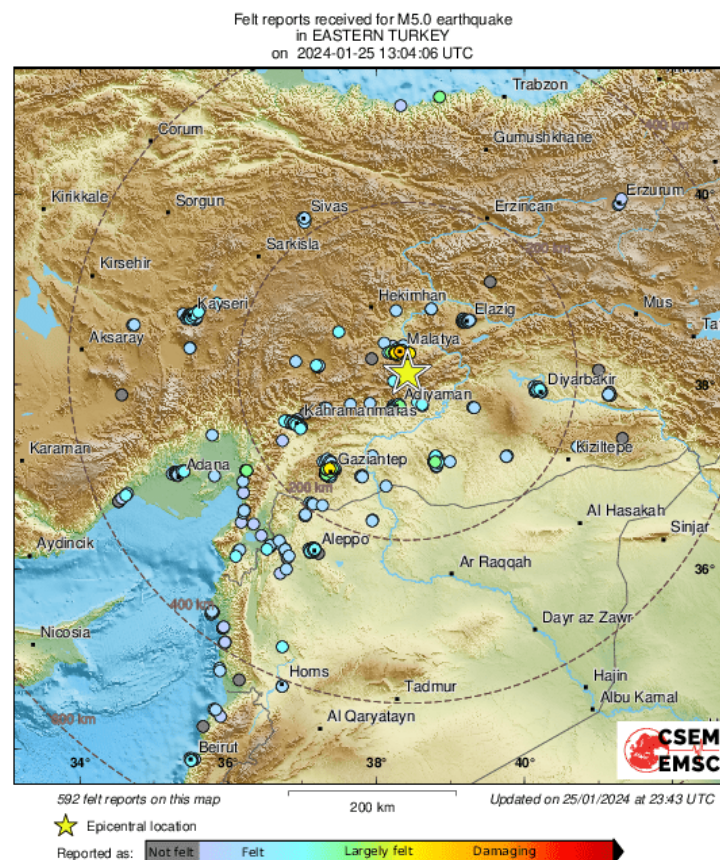 Felt reports received for M5.0 earthquake
in EASTERN TURKEY
on 2024-01-25 13:04:06 UTC
Trabzon
Corum
Gumushkhane
40°
Kirikkale
Sorgun
Sivas
Erzincan
Erzurum
Sarkisla
Kirsehir
Kayseri
Hekimhan
Elazig
Mus
Aksaray
Malatya
Tat
38°
Adiyaman
Diyarbakir
Kahramanmaras
Karaman
Adana
Gaziantep
Kiziltepe
200 km
Al Hasakah
Sinjar
Aydincik
Aleppo
Ar Raqqah
36°
400 km
Nicosia
Dayr az Zawr
Homs
Tadmur
Hajin
Albu Kamal
Al Qaryatayn
Beirut
CSEM
EMSC
34°
36°
38°
40°
592 felt reports on this map
200 km
Updated on 25/01/2024 at 23:43 UTC
Epicentral location
Reported as:
Not felt
Felt
Largely felt
Damaging